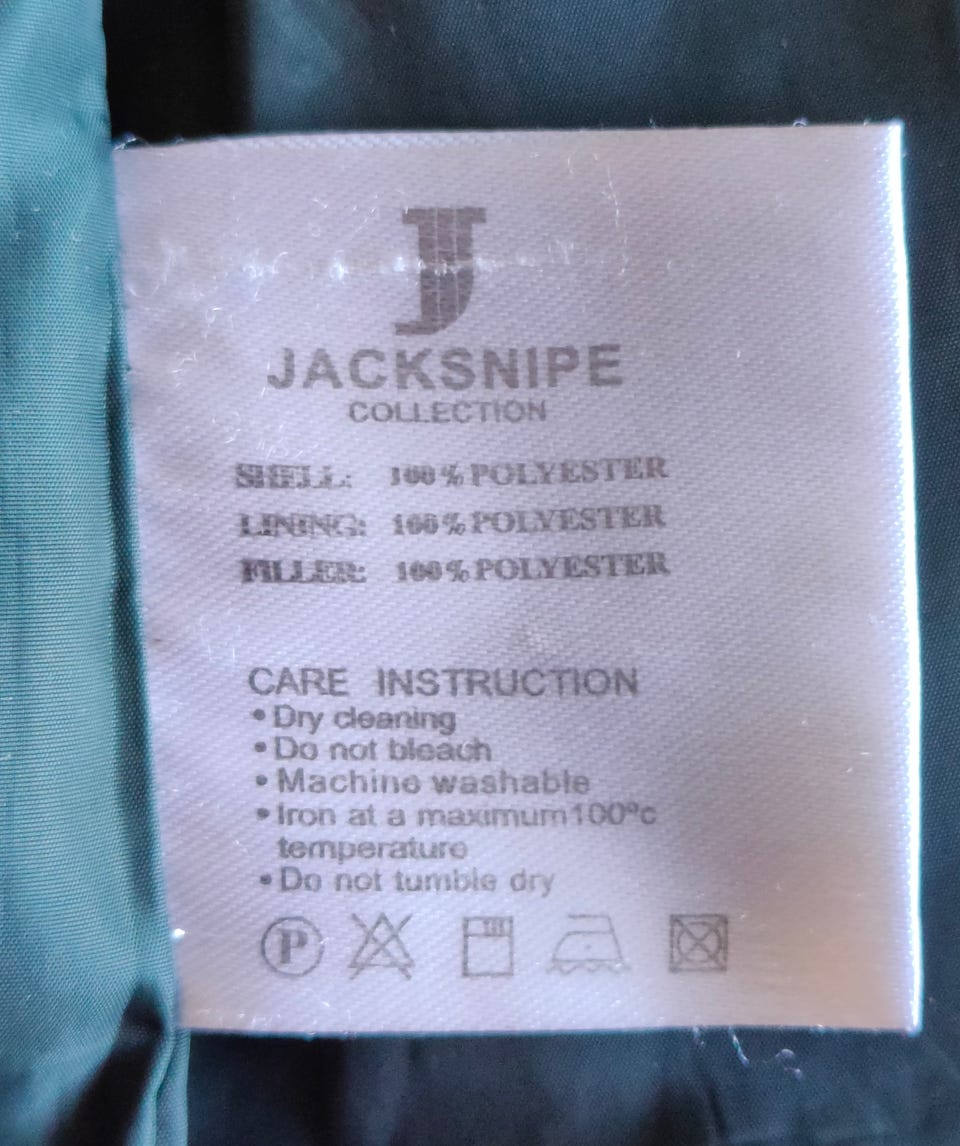 J
JACKSNIPE
COLLECTION
SHELL: 100% POLYESTER
LINING: 100% POLYESTER
FILLER: 100% POLYESTER
CARE INSTRUCTION
• Dry cleaning
• Do not bleach
• Machine washable
• Iron at a maximum100ºc
temperature
• Do not tumble dry
P